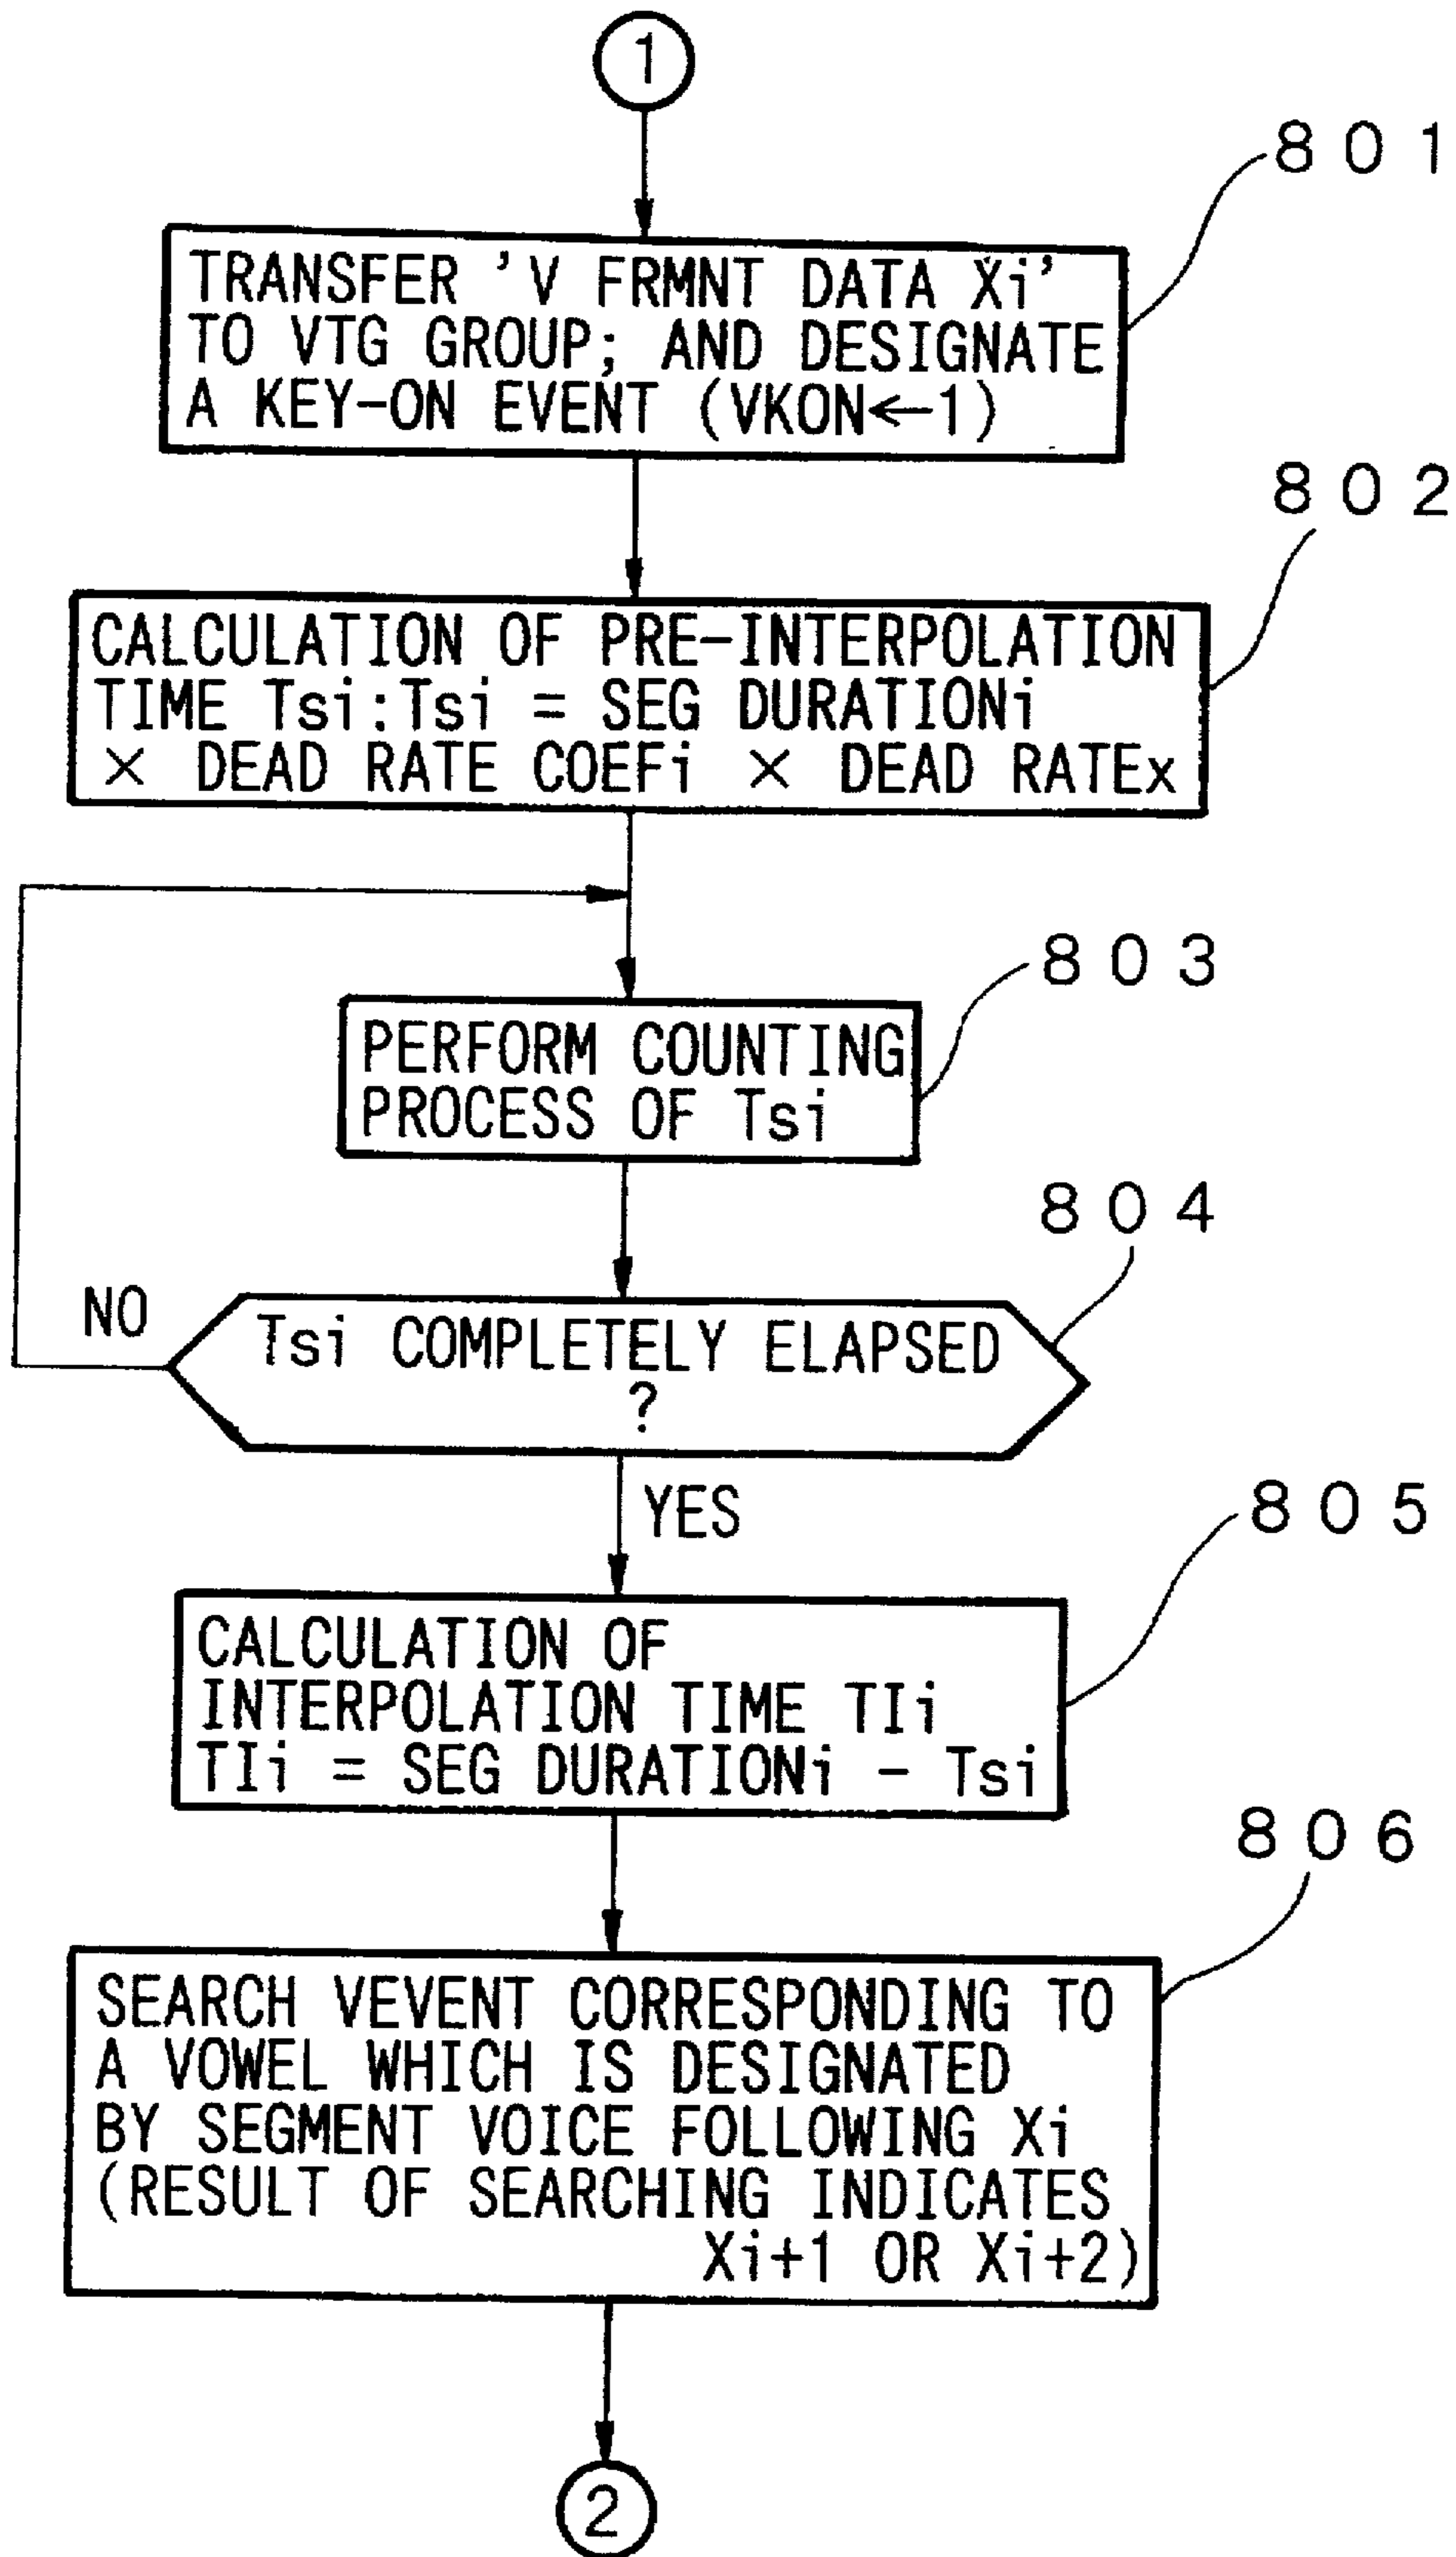 1
801
TRANSFER 'V FRMNT DATA Xi'
TO VTG GROUP; AND DESIGNATE
A KEY-ON EVENT (VKON←1)
802
CALCULATION OF PRE-INTERPOLATION
TIME Tsi:Tsi = SEG DURATIONi
× DEAD RATE COEFi × DEAD RATEx
803
PERFORM COUNTING
PROCESS OF Tsi
804
NO
Tsi COMPLETELY ELAPSED
?
YES
805
CALCULATION OF
INTERPOLATION TIME TIi
TIi = SEG DURATIONi - Tsi
806
SEARCH VEVENT CORRESPONDING TO
A VOWEL WHICH IS DESIGNATED
BY SEGMENT VOICE FOLLOWING Xi
(RESULT OF SEARCHING INDICATES
Xi+1 OR Xi+2)
2